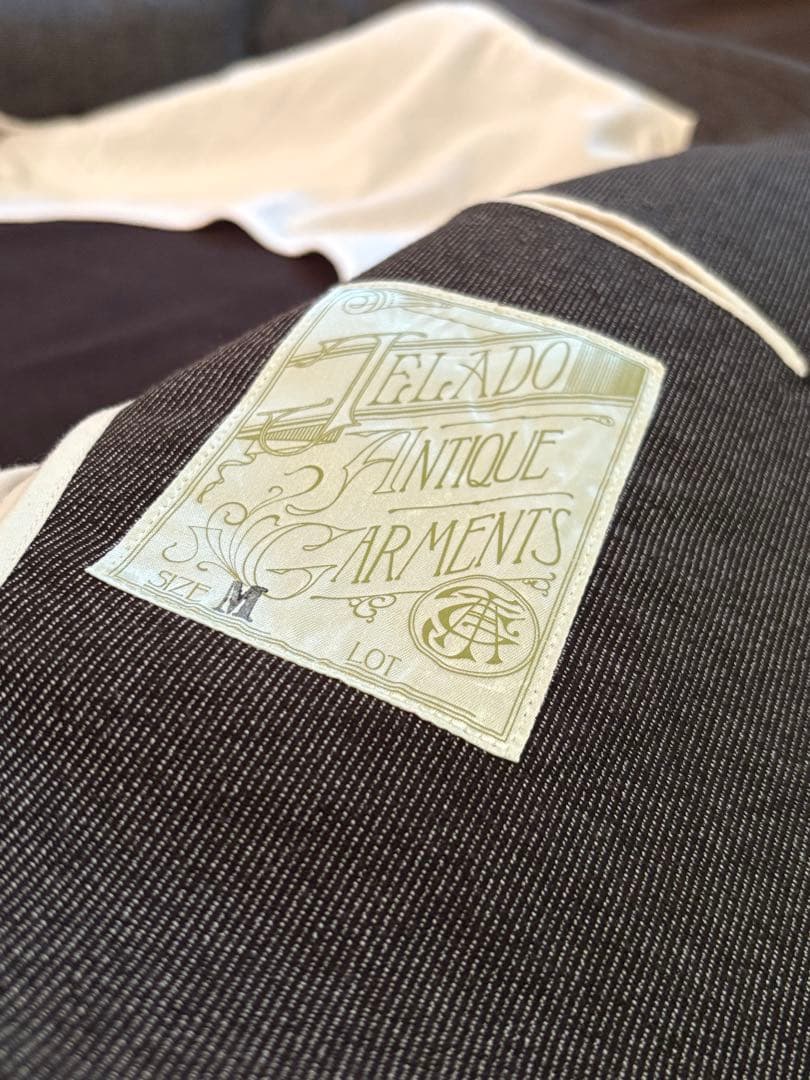 TELADO
ANTIQUE
GARMENTS
SIZE M
LOT